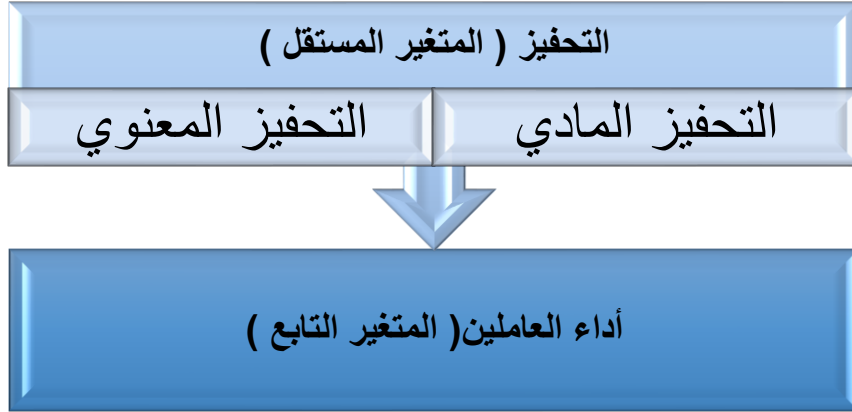 التحفيز ( المتغير المستقل )
التحفيز المادي
التحفيز المعنوي
أداء العاملين( المتغير التابع )